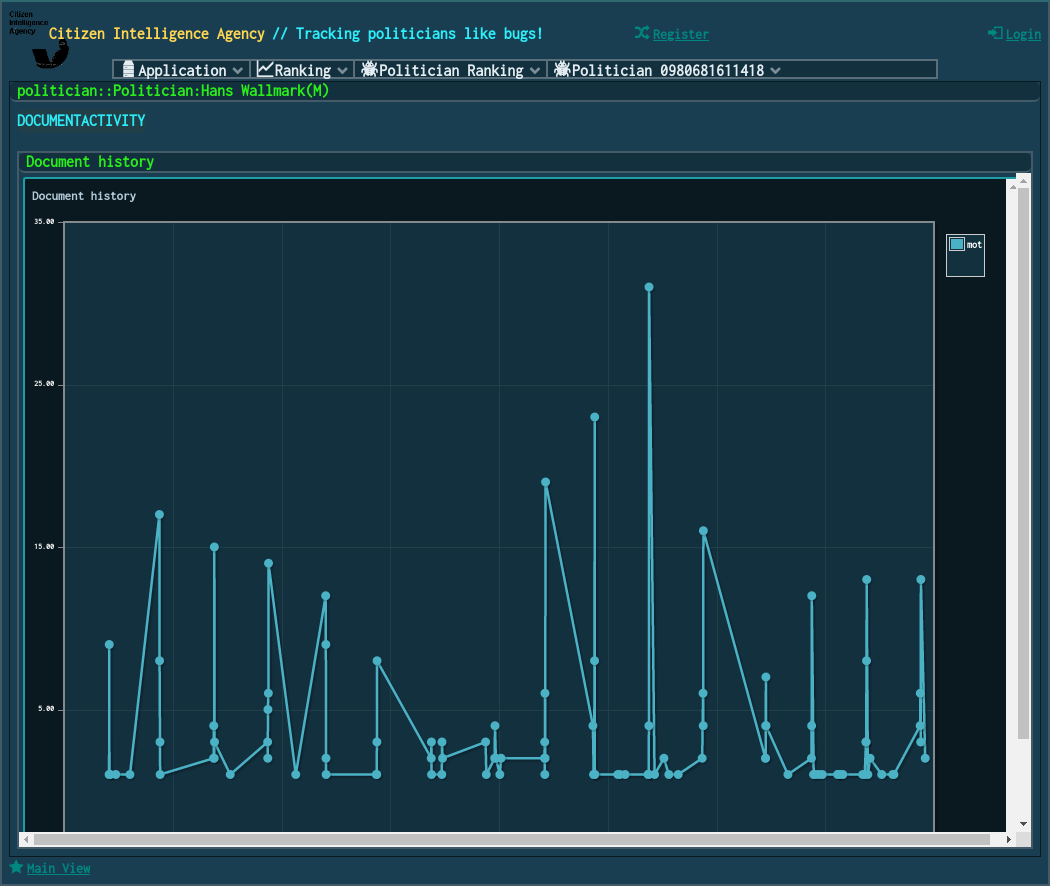 Citizen
Intelligence
Agency
Citizen Intelligence Agency // Tracking politicians like bugs!
Register
Login
Application
Ranking
Politician Ranking
Politician 0980681611418
politician::Politician:Hans Wallmark(M)
DOCUMENTACTIVITY
Document history
Document history
35.00
mot
25.00
15.00
5.00
Main View